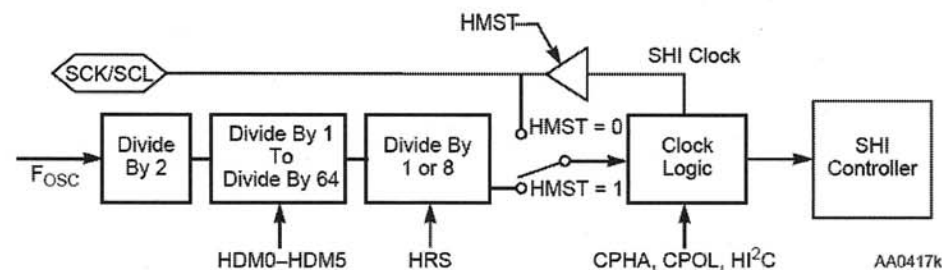 HMST
SCK/SCL
SHI Clock
HMST = 0
Divide
By 2
Divide By 1
To
Divide By 64
Divide By
1 or 8
Clock
Logic
SHI
Controller
FOSC
HMST = 1
HDM0–HDM5
HRS
CPHA, CPOL, HI²C
AA0417k